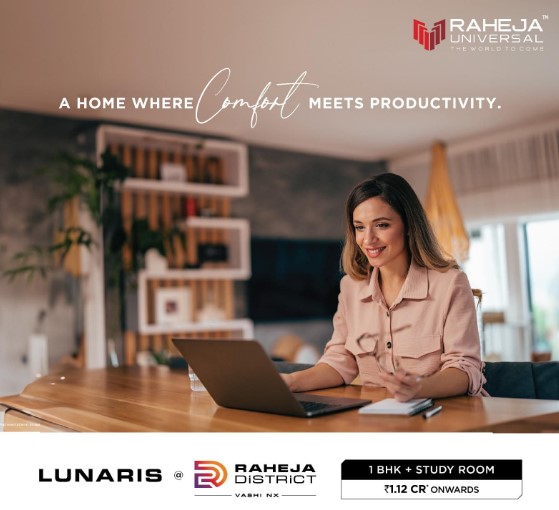 RAHEJA™
UNIVERSAL
THE WORLD TO COME
A HOME WHERE Comfort MEETS PRODUCTIVITY.
LUNARIS @ RAHEJA
DISTRICT
VASHI NX
1 BHK + STUDY ROOM
₹1.12 CR* ONWARDS